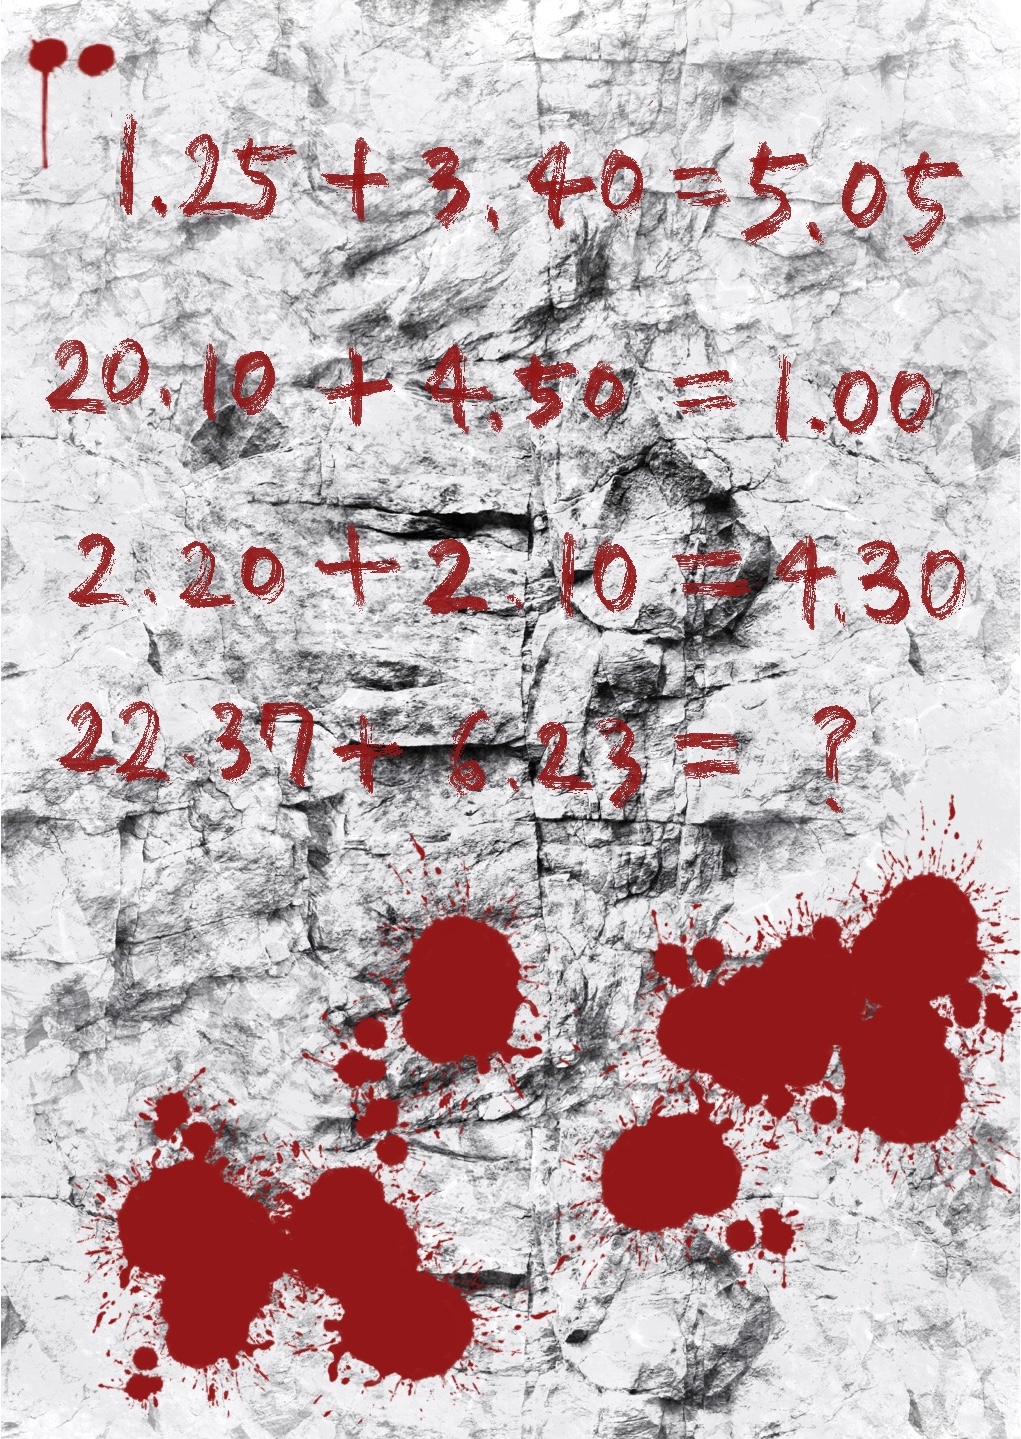 1.25 + 3.40 = 5.05
20.10 + 4.50 = 1.00
2.20 + 2.10 = 4.30
22.37 + 6.23 = ?